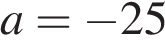 a = −25